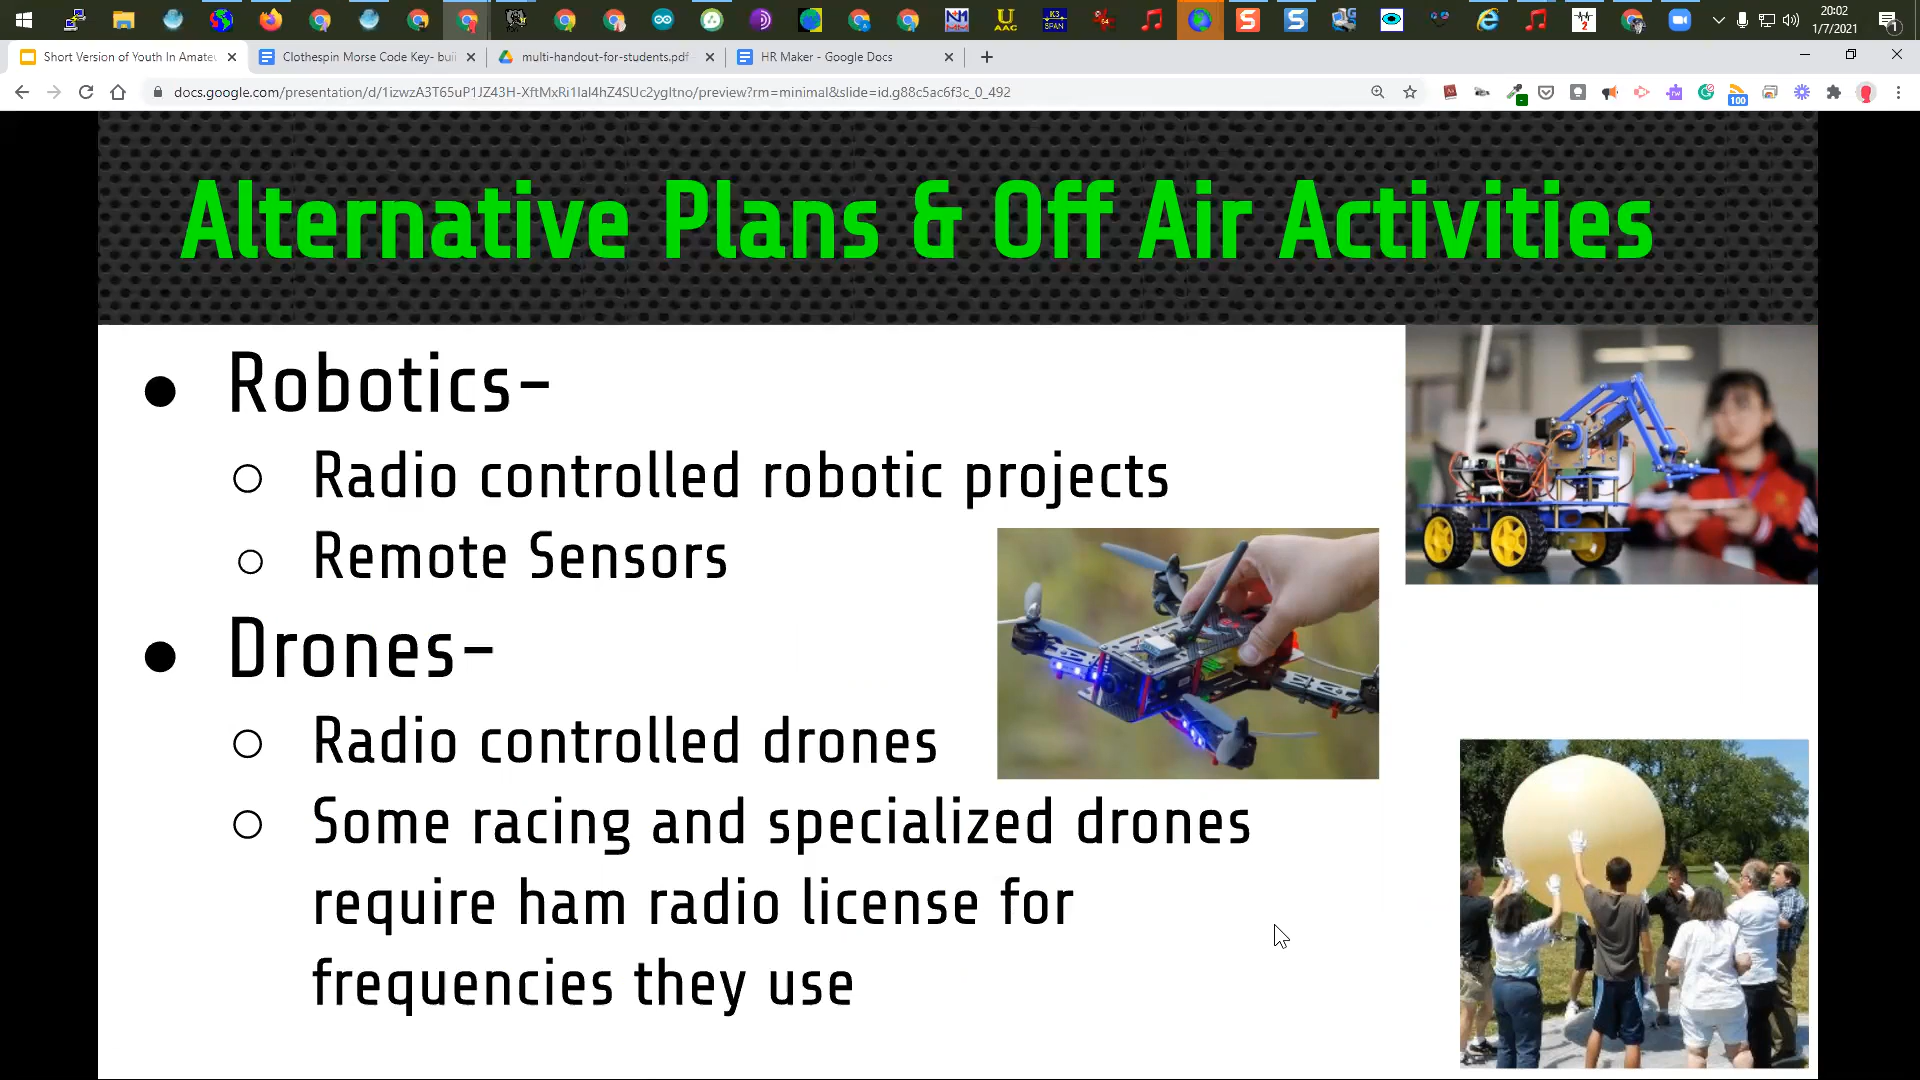 20:02
1/7/2021
Short Version of Youth In Amateu
Clothespin Morse Code Key- buil
multi-handout-for-students.pdf
HR Maker - Google Docs
docs.google.com/presentation/d/1izwzA3T65uP1JZ43H-XftMxRi1lal4hZ4SUc2ygItno/preview?rm=minimal&slide=id.g88c5ac6f3c_0_492
100
Alternative Plans & Off Air Activities
Robotics-
Radio controlled robotic projects
Remote Sensors
Drones-
Radio controlled drones
Some racing and specialized drones
require ham radio license for
frequencies they use